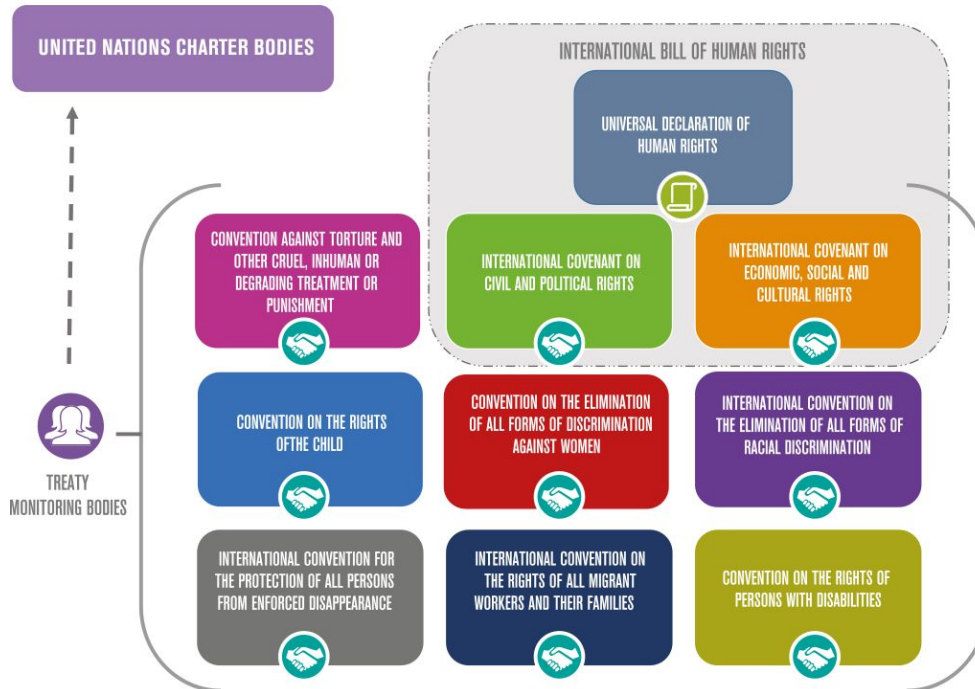 UNITED NATIONS CHARTER BODIES
INTERNATIONAL BILL OF HUMAN RIGHTS
UNIVERSAL DECLARATION OF
HUMAN RIGHTS
CONVENTION AGAINST TORTURE AND
OTHER CRUEL, INHUMAN OR
DEGRADING TREATMENT OR
PUNISHMENT
INTERNATIONAL COVENANT ON
CIVIL AND POLITICAL RIGHTS
INTERNATIONAL COVENANT ON
ECONOMIC, SOCIAL AND
CULTURAL RIGHTS
CONVENTION ON THE RIGHTS
OFTHE CHILD
CONVENTION ON THE ELIMINATION
OF ALL FORMS OF DISCRIMINATION
AGAINST WOMEN
INTERNATIONAL CONVENTION ON
THE ELIMINATION OF ALL FORMS OF
RACIAL DISCRIMINATION
TREATY
MONITORING BODIES
INTERNATIONAL CONVENTION FOR
THE PROTECTION OF ALL PERSONS
FROM ENFORCED DISAPPEARANCE
INTERNATIONAL CONVENTION ON
THE RIGHTS OF ALL MIGRANT
WORKERS AND THEIR FAMILIES
CONVENTION ON THE RIGHTS OF
PERSONS WITH DISABILITIES